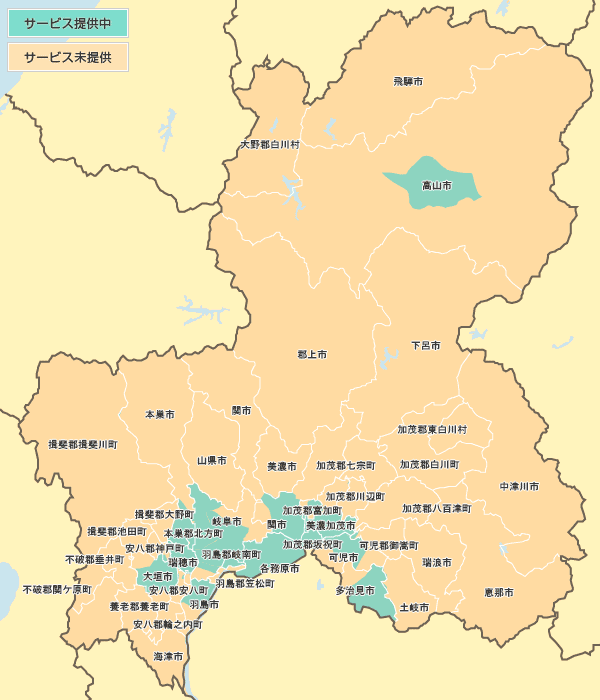 サービス提供中
サービス未提供
飛騨市
大野郡白川村
高山市
郡上市
下呂市
本巣市
関市
加茂郡東白川村
揖斐郡揖斐川町
山県市
美濃市
加茂郡七宗町
加茂郡白川町
中津川市
加茂郡川辺町
揖斐郡大野町
岐阜市
加茂郡富加町
加茂郡八百津町
関市
美濃加茂市
揖斐郡池田町
本巣郡北方町
安八郡神戸町
加茂郡坂祝町
可児郡御嵩町
不破郡垂井町
瑞穂市
羽島郡岐南町
可児市
瑞浪市
各務原市
大垣市
羽島郡笠松町
不破郡関ケ原町
安八郡安八町
多治見市
恵那市
養老郡養老町
羽島市
土岐市
安八郡輪之内町
海津市